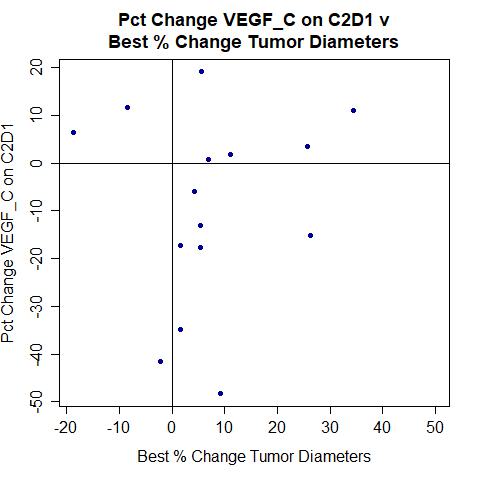 Pct Change VEGF_C on C2D1 v
Best % Change Tumor Diameters
Pct Change VEGF_C on C2D1
20
10
0
-10
-20
-30
-40
-50
-20 -10 0 10 20 30 40 50
Best % Change Tumor Diameters